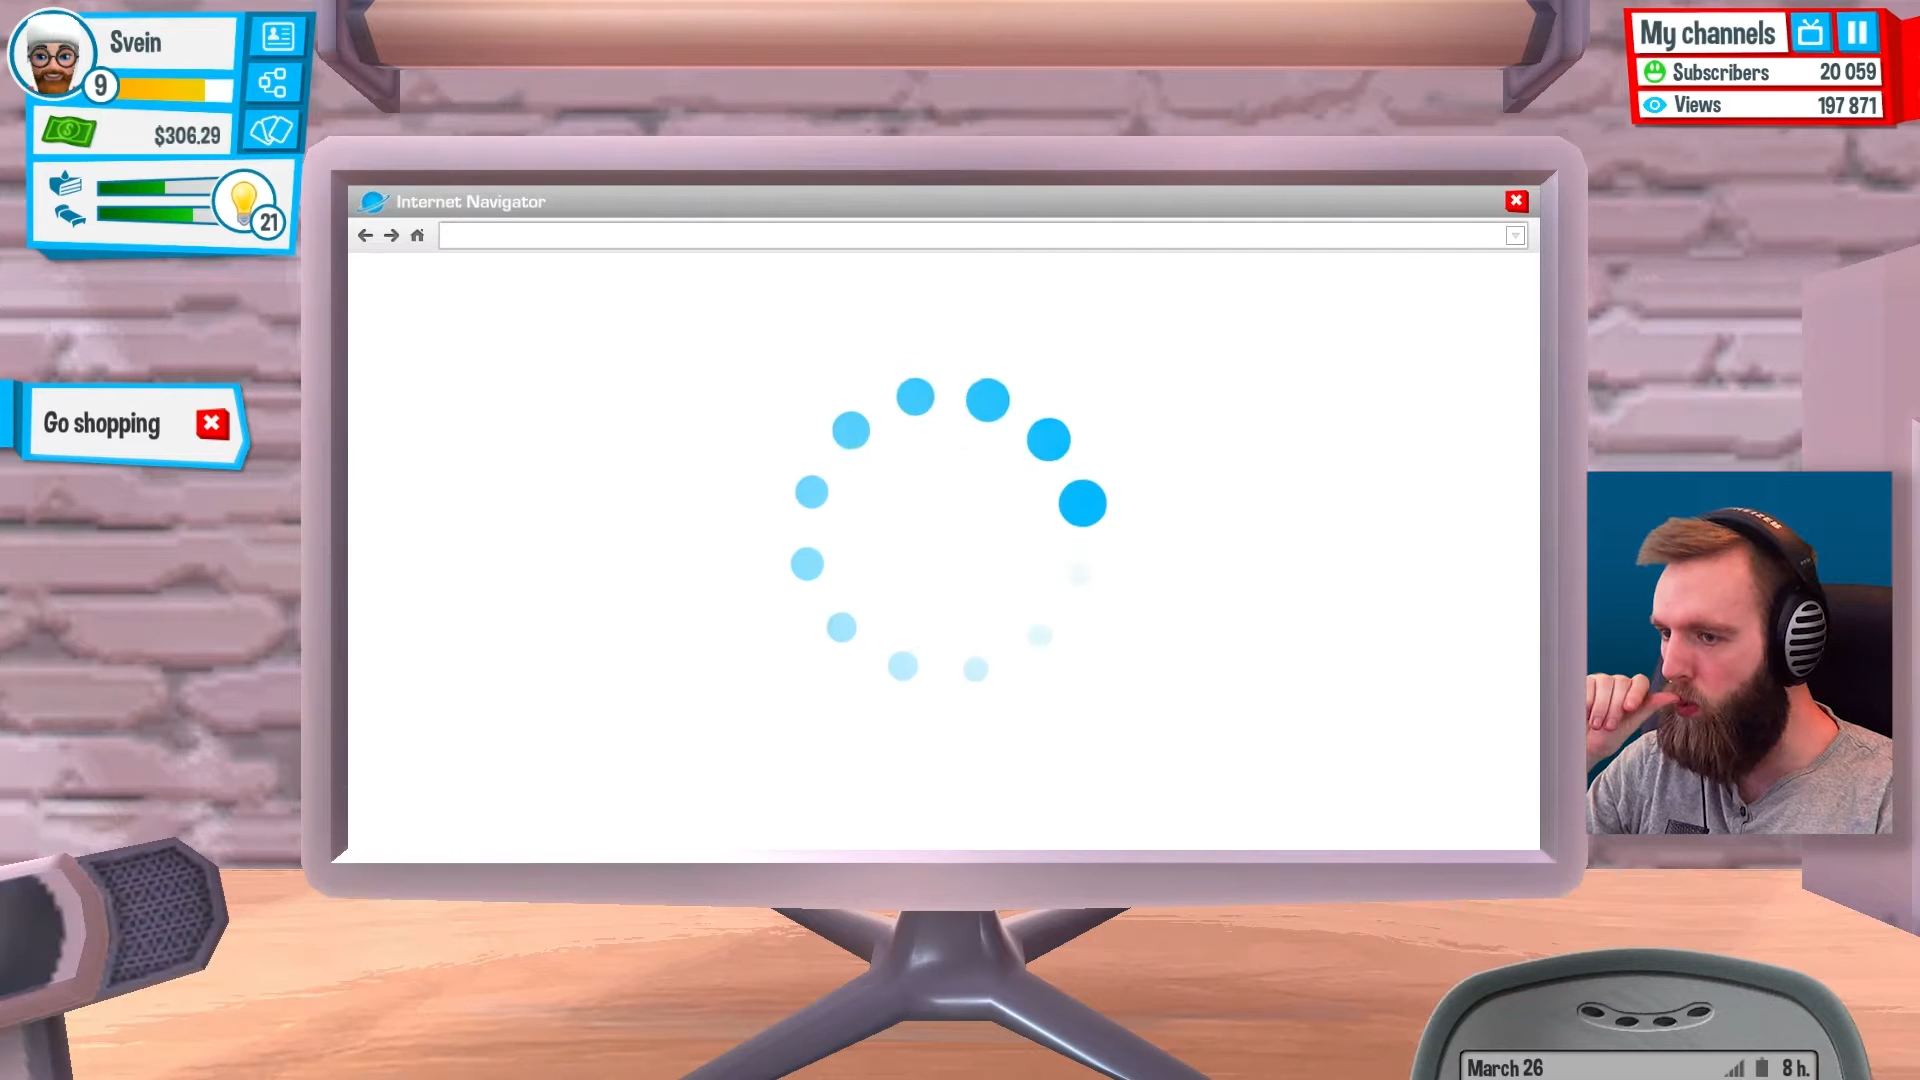 Svein
9
$306.29
21
My channels
Subscribers 20 059
Views 197 871
Internet Navigator
Go shopping
March 26 8 h.